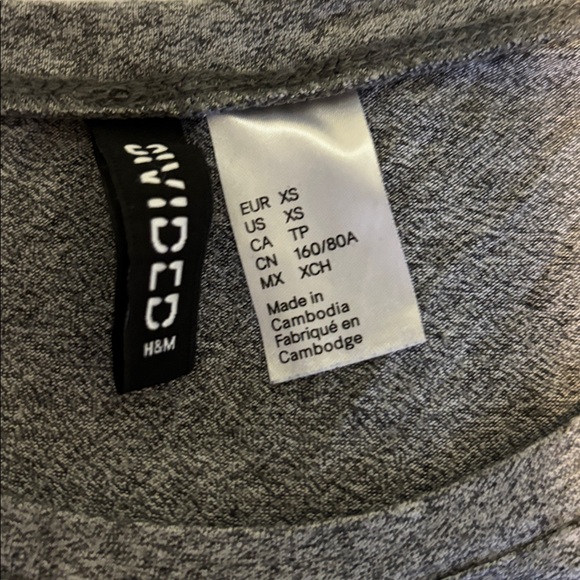 DIVIDED
H&M
EUR XS
US XS
CA TP
CN 160/80A
MX XCH
Made in
Cambodia
Fabriqué en
Cambodge